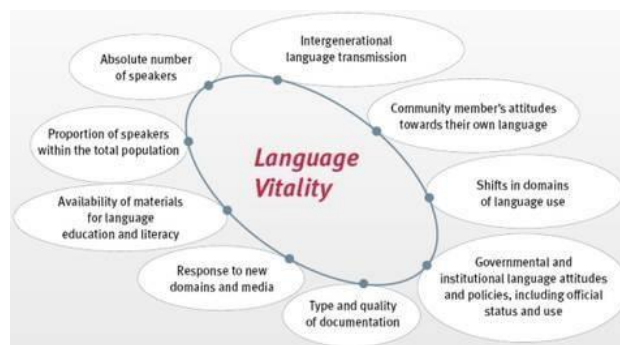 Intergenerational
language transmission
Absolute number
of speakers
Community member's attitudes
towards their own language
Proportion of speakers
within the total population
Language
Vitality
Shifts in domains
of language use
Availability of materials
for language
education and literacy
Governmental and
institutional language attitudes
and policies, including official
status and use
Response to new
domains and media
Type and quality
of documentation